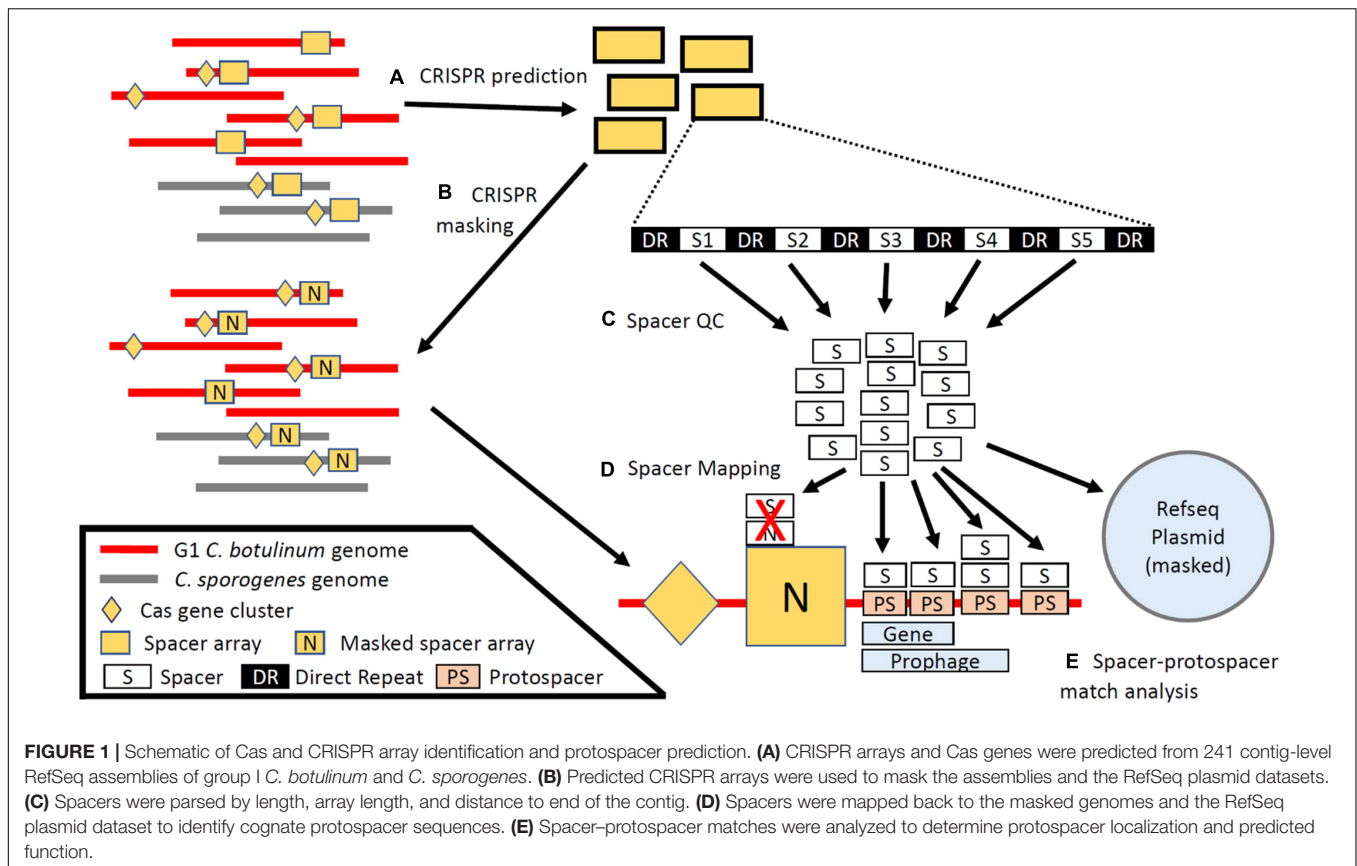 A CRISPR prediction
B CRISPR
masking
DR S1 DR S2 DR S3 DR S4 DR S5 DR
C Spacer QC
S
S
S
S
S
S
S
S
S
S
S
S
S
S
N
N
N
N
N
N
D Spacer Mapping
S
N
N
S
S
S
S
S
PS
PS
PS
PS
Gene
Prophage
Refseq
Plasmid
(masked)
E Spacer-protospacer
match analysis
G1 C. botulinum genome
C. sporogenes genome
Cas gene cluster
Spacer array
N Masked spacer array
S Spacer DR Direct Repeat PS Protospacer
FIGURE 1 | Schematic of Cas and CRISPR array identification and protospacer prediction. (A) CRISPR arrays and Cas genes were predicted from 241 contig-level
RefSeq assemblies of group I C. botulinum and C. sporogenes. (B) Predicted CRISPR arrays were used to mask the assemblies and the RefSeq plasmid datasets.
(C) Spacers were parsed by length, array length, and distance to end of the contig. (D) Spacers were mapped back to the masked genomes and the RefSeq
plasmid dataset to identify cognate protospacer sequences. (E) Spacer–protospacer matches were analyzed to determine protospacer localization and predicted
function.